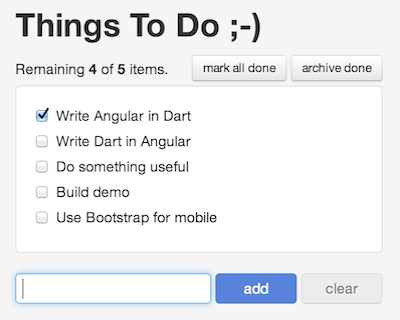 Things To Do ;-)
Remaining 4 of 5 items. mark all done archive done
Write Angular in Dart
Write Dart in Angular
Do something useful
Build demo
Use Bootstrap for mobile
add clear